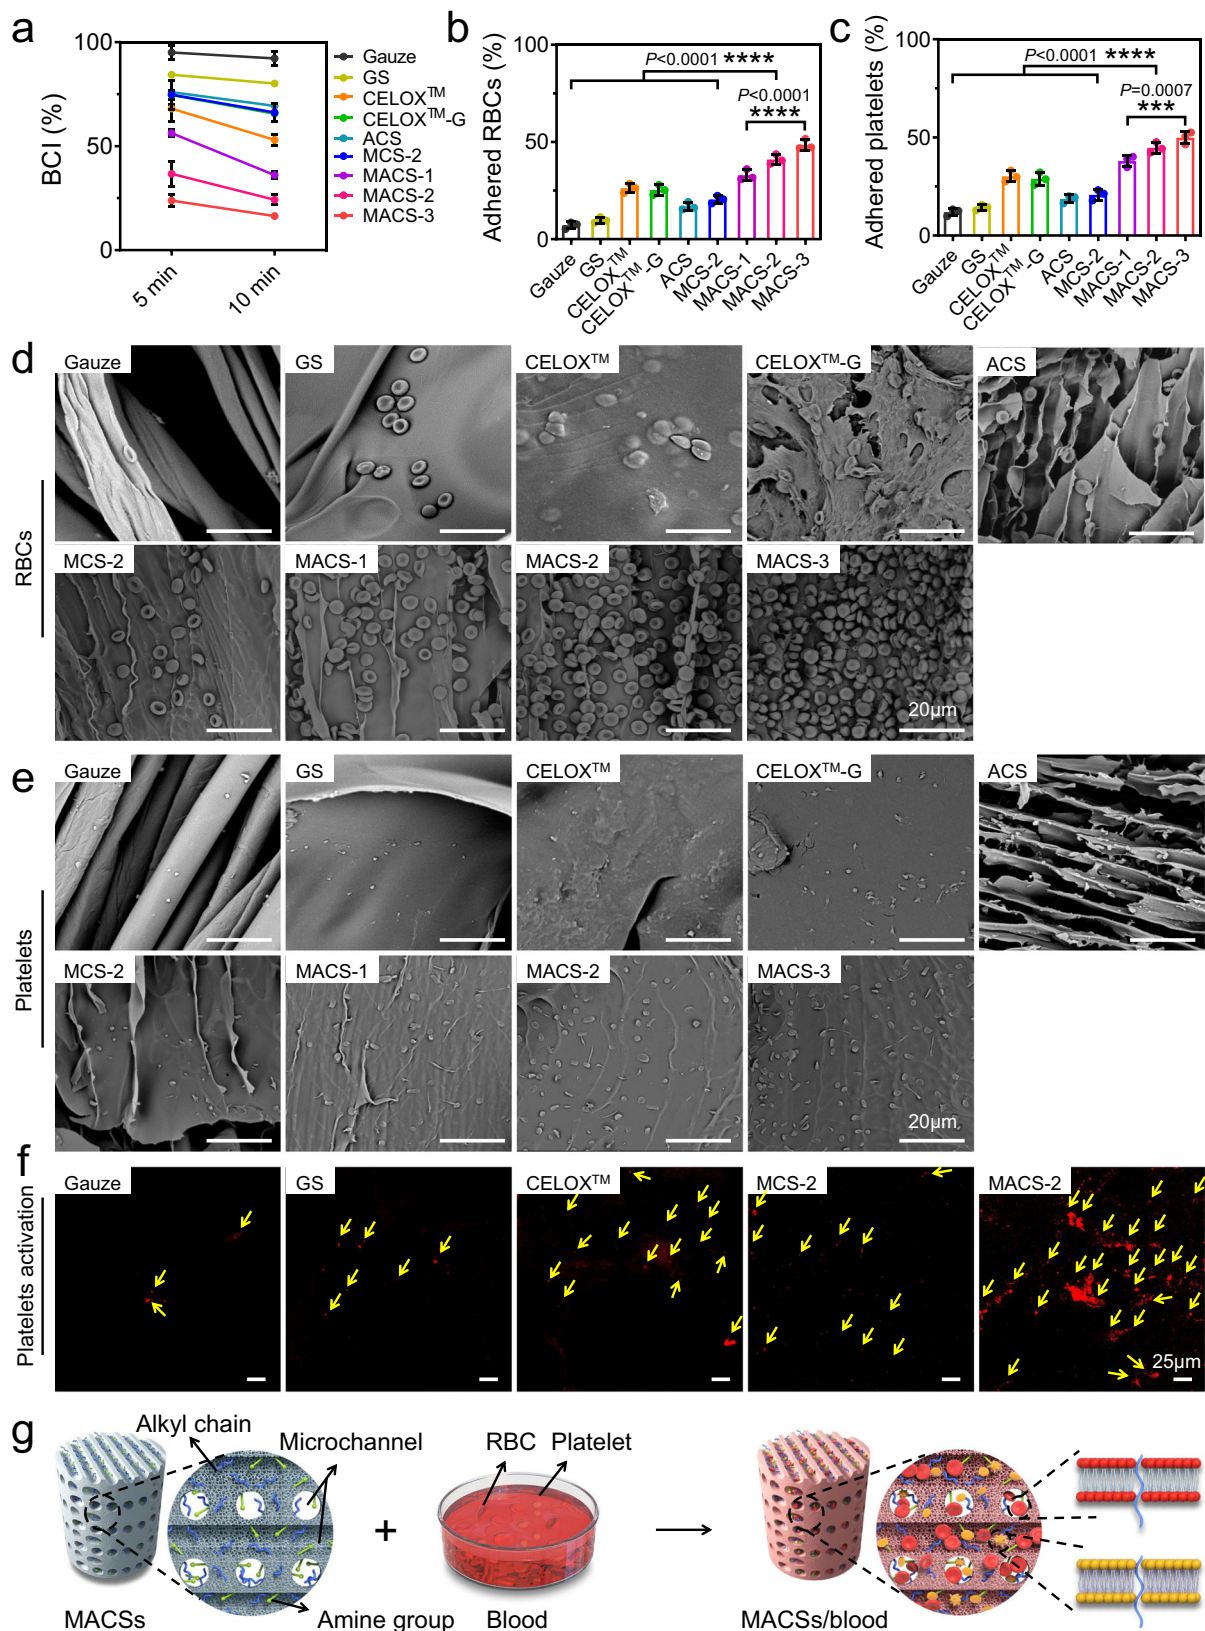 a
100
50
0
BCI (%)
5 min
10 min
Gauze
GS
CELOX™
CELOX™-G
ACS
MCS-2
MACS-1
MACS-2
MACS-3
b
Adhered RBCs (%)
100
50
0
P<0.0001 ****
P<0.0001
****
Gauze
GS
CELOX™
CELOX™-G
ACS
MCS-2
MACS-1
MACS-2
MACS-3
c
Adhered platelets (%)
100
50
0
P<0.0001 ****
P=0.0007
***
Gauze
GS
CELOX™
CELOX™-G
ACS
MCS-2
MACS-1
MACS-2
MACS-3
d
RBCs
Gauze
GS
CELOX™
CELOX™-G
ACS
MCS-2
MACS-1
MACS-2
MACS-3
20μm
e
Platelets
Gauze
GS
CELOX™
CELOX™-G
ACS
MCS-2
MACS-1
MACS-2
MACS-3
20μm
f
Platelets activation
Gauze
GS
CELOX™
MCS-2
MACS-2
25μm
g
Alkyl chain
Microchannel
RBC
Platelet
MACSs
Amine group
+
Blood
MACSs/blood